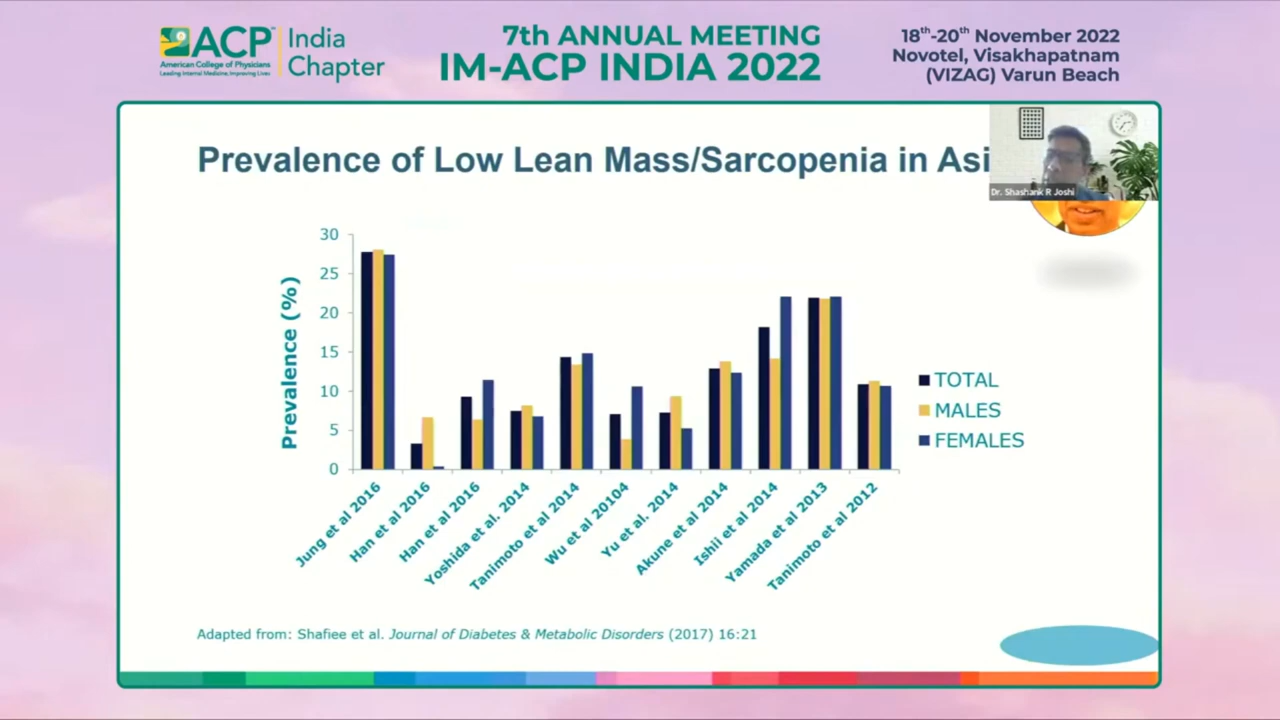 ACP
American College of Physicians
Leading Internal Medicine, Improving Lives
India
Chapter
7th ANNUAL MEETING
IM-ACP INDIA 2022
18th-20th November 2022
Novotel, Visakhapatnam
(VIZAG) Varun Beach
Prevalence of Low Lean Mass/Sarcopenia in Asi
Dr. Shashank R Joshi
Prevalence (%)
30
25
20
15
10
5
0
Jung et al 2016
Han et al 2016
Han et al 2016
Yoshida et al. 2014
Tanimoto et al 2014
Wu et al 20104
Yu et al. 2014
Akune et al 2014
Ishii et al 2014
Yamada et al 2013
Tanimoto et al 2012
TOTAL
MALES
FEMALES
Adapted from: Shafiee et al. Journal of Diabetes & Metabolic Disorders (2017) 16:21